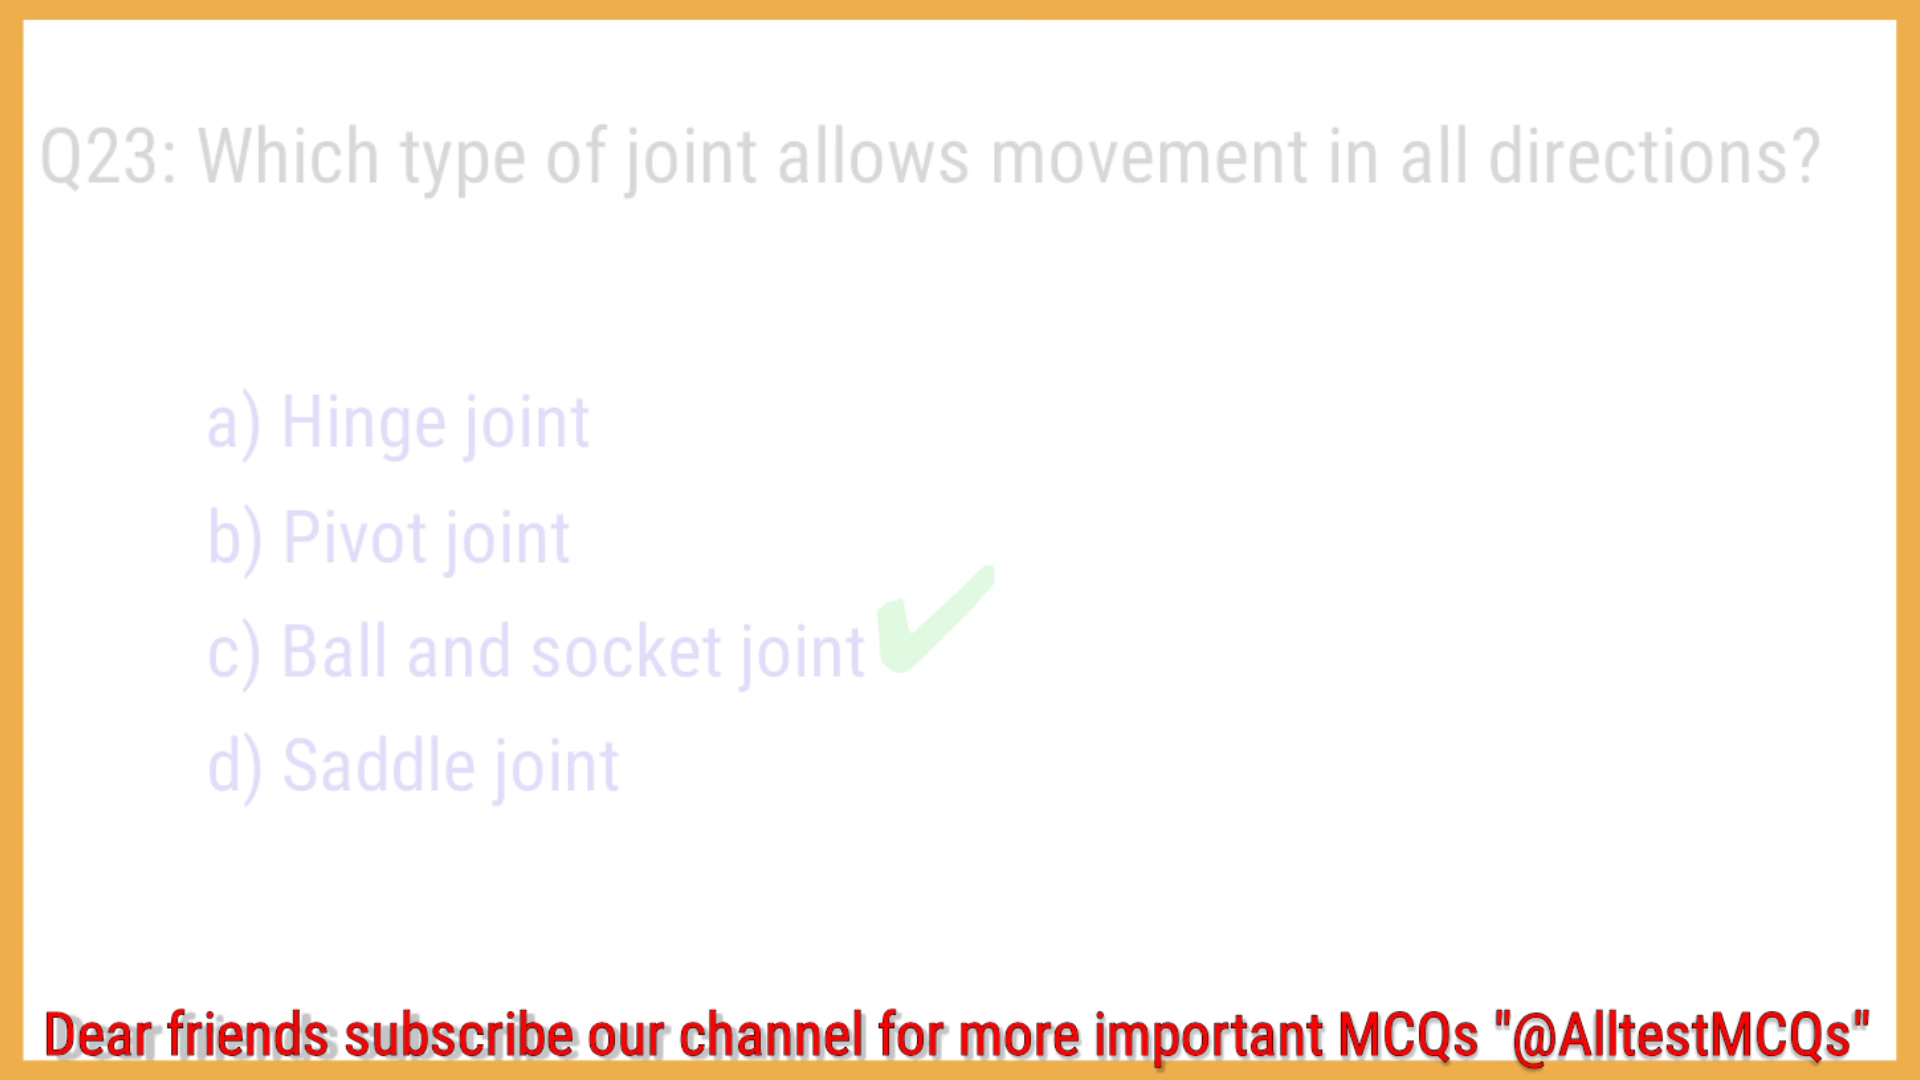 Q23: Which type of joint allows movement in all directions?
a) Hinge joint
b) Pivot joint
c) Ball and socket joint
d) Saddle joint
Dear friends subscribe our channel for more important MCQs "@AlltestMCQs"